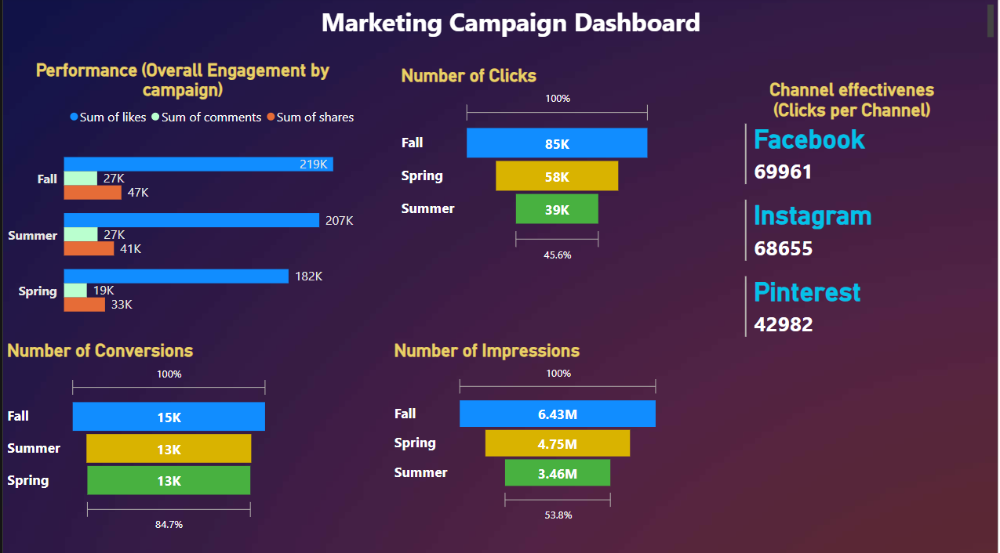 Marketing Campaign Dashboard
Performance (Overall Engagement by
campaign)
Sum of likes Sum of comments Sum of shares
Fall
219K
27K
47K
Summer
207K
27K
41K
Spring
182K
19K
33K
Number of Clicks
100%
Fall
85K
Spring
58K
Summer
39K
45.6%
Channel effectivenes
(Clicks per Channel)
Facebook
69961
Instagram
68655
Pinterest
42982
Number of Conversions
100%
Fall
15K
Summer
13K
Spring
13K
84.7%
Number of Impressions
100%
Fall
6.43M
Spring
4.75M
Summer
3.46M
53.8%